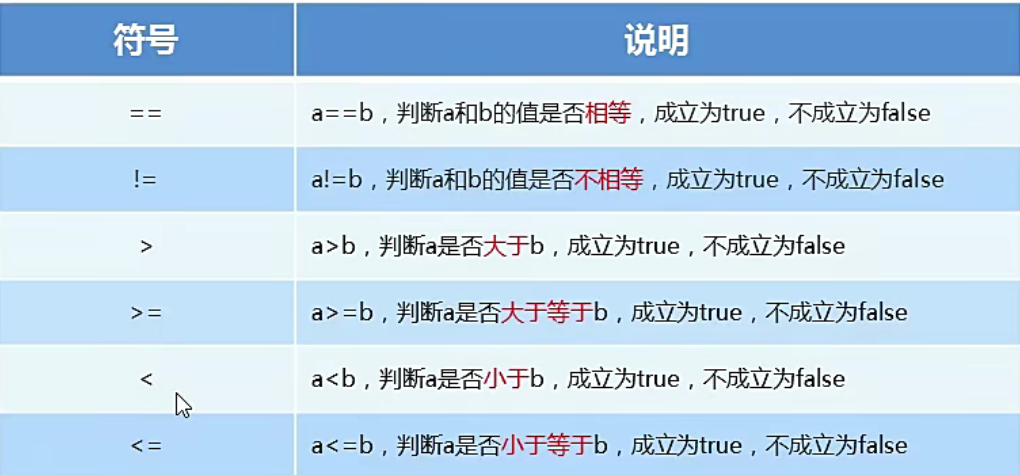 符号 说明
== a==b，判断a和b的值是否相等，成立为true，不成立为false
!= a!=b，判断a和b的值是否不相等，成立为true，不成立为false
> a>b，判断a是否大于b，成立为true，不成立为false
>= a>=b，判断a是否大于等于b，成立为true，不成立为false
< a<b，判断a是否小于b，成立为true，不成立为false
<= a<=b，判断a是否小于等于b，成立为true，不成立为false